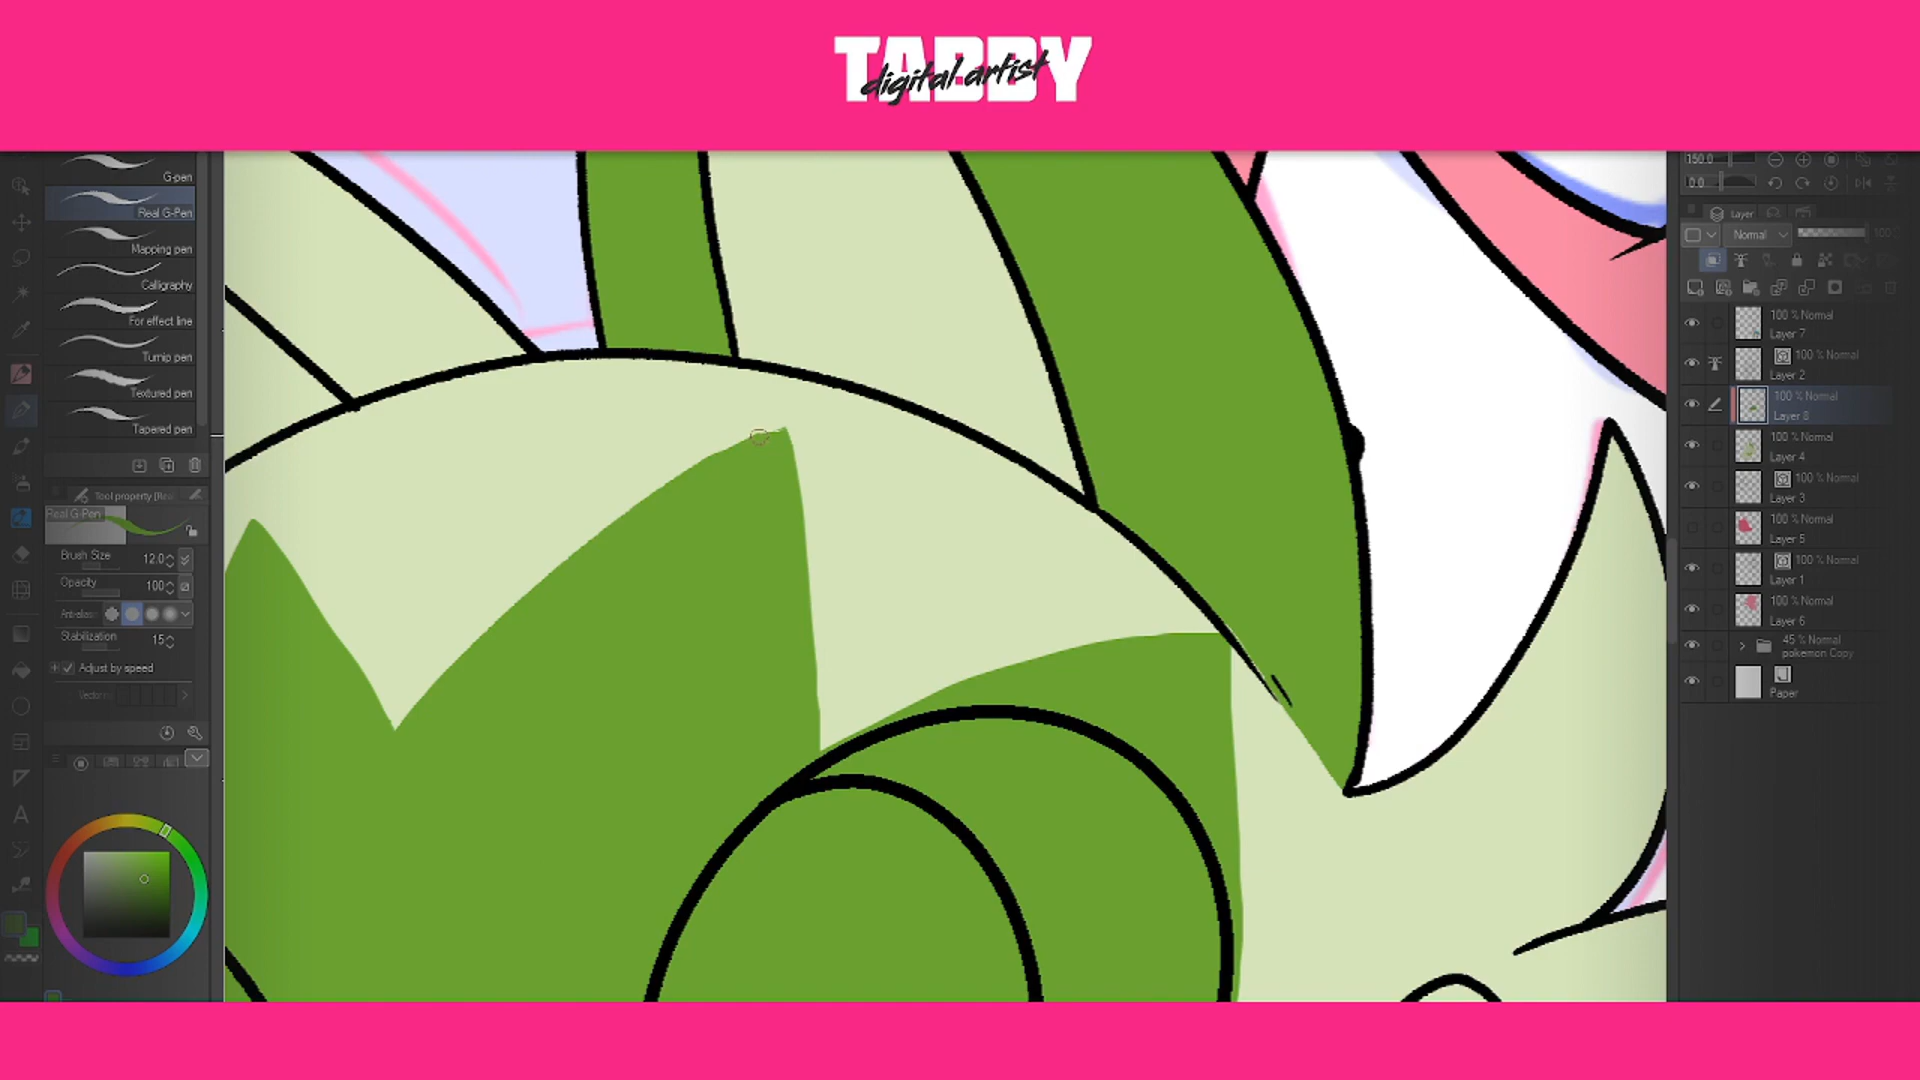 TABBY
digital artist
G-pen
Real G-Pen
Mapping pen
Calligraphy
For effect line
Turnip pen
Textured pen
Tapered pen
Tool property [Rea
Real G-Pen
Brush Size 12.0
Opacity 100
Anti-alias
Stabilization 15
Adjust by speed
150.0
0.0
Layer
Normal 100
100 % Normal
Layer 7
100 % Normal
Layer 2
100 % Normal
Layer 8
100 % Normal
Layer 4
100 % Normal
Layer 3
100 % Normal
Layer 5
100 % Normal
Layer 1
100 % Normal
Layer 6
45 % Normal
pokemon Copy
Paper